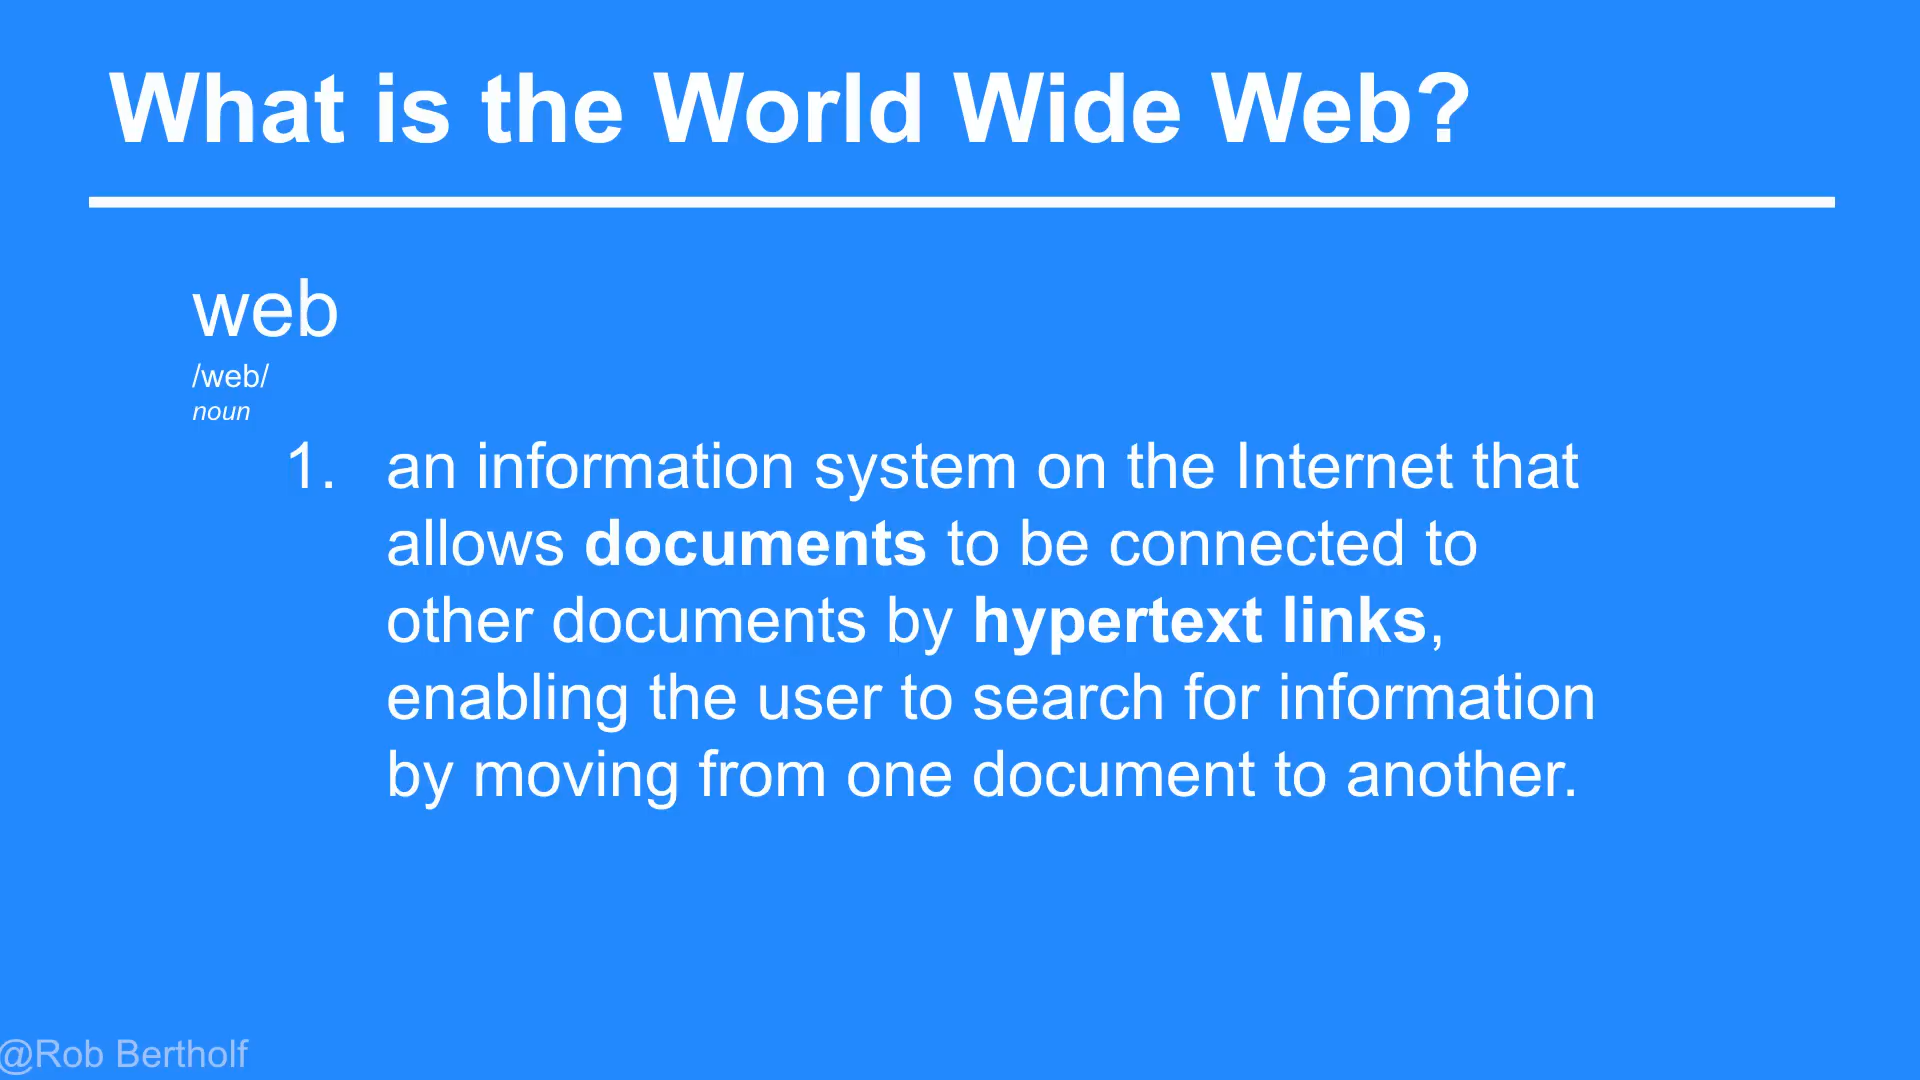 What is the World Wide Web?
web
/web/
noun
1. an information system on the Internet that
allows documents to be connected to
other documents by hypertext links,
enabling the user to search for information
by moving from one document to another.
@Rob Bertholf